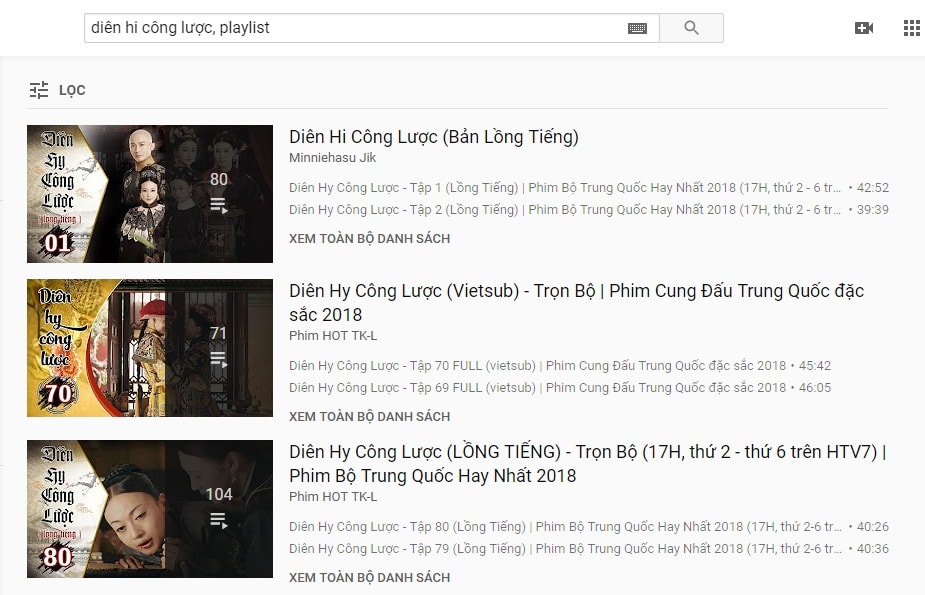 diên hi công lược, playlist
LỌC
Diên
Hy
Công
Lược
(lồng tiếng)
01
80
Diên Hi Công Lược (Bản Lồng Tiếng)
Minniehasu Jik
Diên Hy Công Lược - Tập 1 (Lồng Tiếng) | Phim Bộ Trung Quốc Hay Nhất 2018 (17H, thứ 2 - 6 tr... • 42:52
Diên Hy Công Lược - Tập 2 (Lồng Tiếng) | Phim Bộ Trung Quốc Hay Nhất 2018 (17H, thứ 2 - 6 tr... • 39:39
XEM TOÀN BỘ DANH SÁCH
Diên
hy
công
lược
70
71
Diên Hy Công Lược (Vietsub) - Trọn Bộ | Phim Cung Đấu Trung Quốc đặc
sắc 2018
Phim HOT TK-L
Diên Hy Công Lược - Tập 70 FULL (vietsub) | Phim Cung Đấu Trung Quốc đặc sắc 2018 • 45:42
Diên Hy Công Lược - Tập 69 FULL (vietsub) | Phim Cung Đấu Trung Quốc đặc sắc 2018 • 46:05
XEM TOÀN BỘ DANH SÁCH
Diên
Hy
Công
Lược
(lồng tiếng)
80
104
Diên Hy Công Lược (LỒNG TIẾNG) - Trọn Bộ (17H, thứ 2 - thứ 6 trên HTV7) |
Phim Bộ Trung Quốc Hay Nhất 2018
Phim HOT TK-L
Diên Hy Công Lược - Tập 80 (Lồng Tiếng) | Phim Bộ Trung Quốc Hay Nhất 2018 (17H, thứ 2-6 tr... • 40:26
Diên Hy Công Lược - Tập 79 (Lồng Tiếng) | Phim Bộ Trung Quốc Hay Nhất 2018 (17H, thứ 2-6 tr... • 40:36
XEM TOÀN BỘ DANH SÁCH